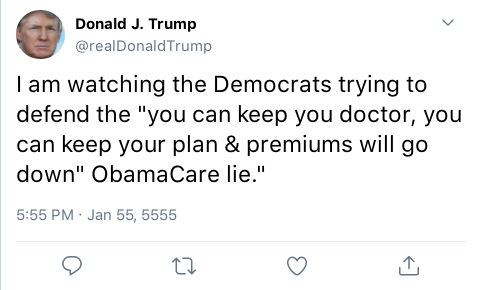 Donald J. Trump
@realDonaldTrump
I am watching the Democrats trying to
defend the "you can keep you doctor, you
can keep your plan & premiums will go
down" ObamaCare lie."
5:55 PM · Jan 55, 5555